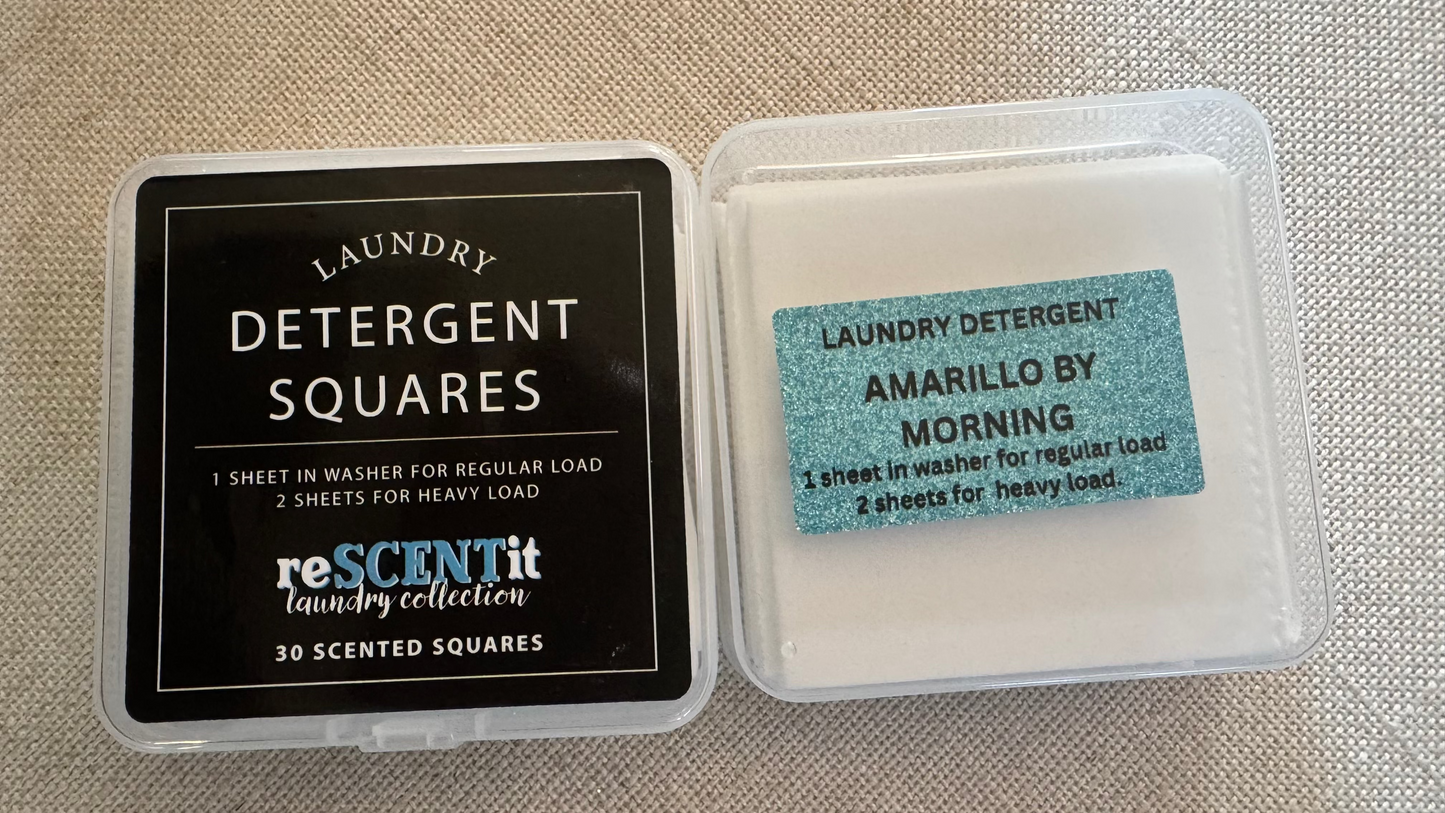 LAUNDRY
DETERGENT
SQUARES
1 SHEET IN WASHER FOR REGULAR LOAD
2 SHEETS FOR HEAVY LOAD
reSCENTit
laundry collection
30 SCENTED SQUARES
LAUNDRY DETERGENT
AMARILLO BY
MORNING
1 sheet in washer for regular load
2 sheets for heavy load.